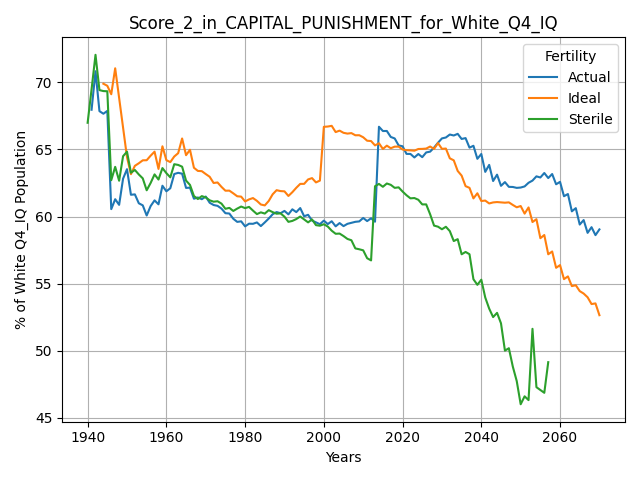 Score_2_in_CAPITAL_PUNISHMENT_for_White_Q4_IQ
Fertility
Actual
Ideal
Sterile
% of White Q4_IQ Population
70
65
60
55
50
45
1940
1960
1980
2000
2020
2040
2060
Years